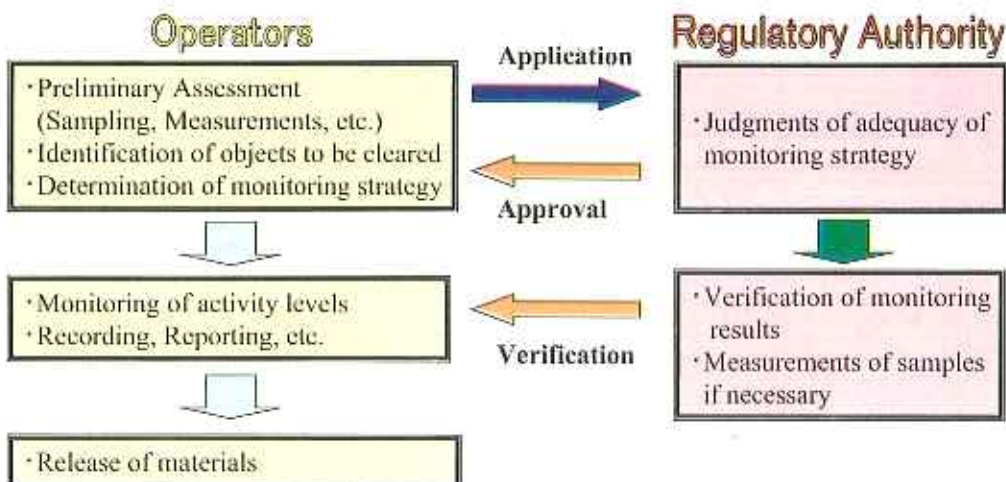 Operators
・Preliminary Assessment
(Sampling, Measurements, etc.)
・Identification of objects to be cleared
・Determination of monitoring strategy
Application
Approval
Regulatory Authority
・Judgments of adequacy of
monitoring strategy
・Monitoring of activity levels
・Recording, Reporting, etc.
Verification
・Verification of monitoring
results
・Measurements of samples
if necessary
・Release of materials